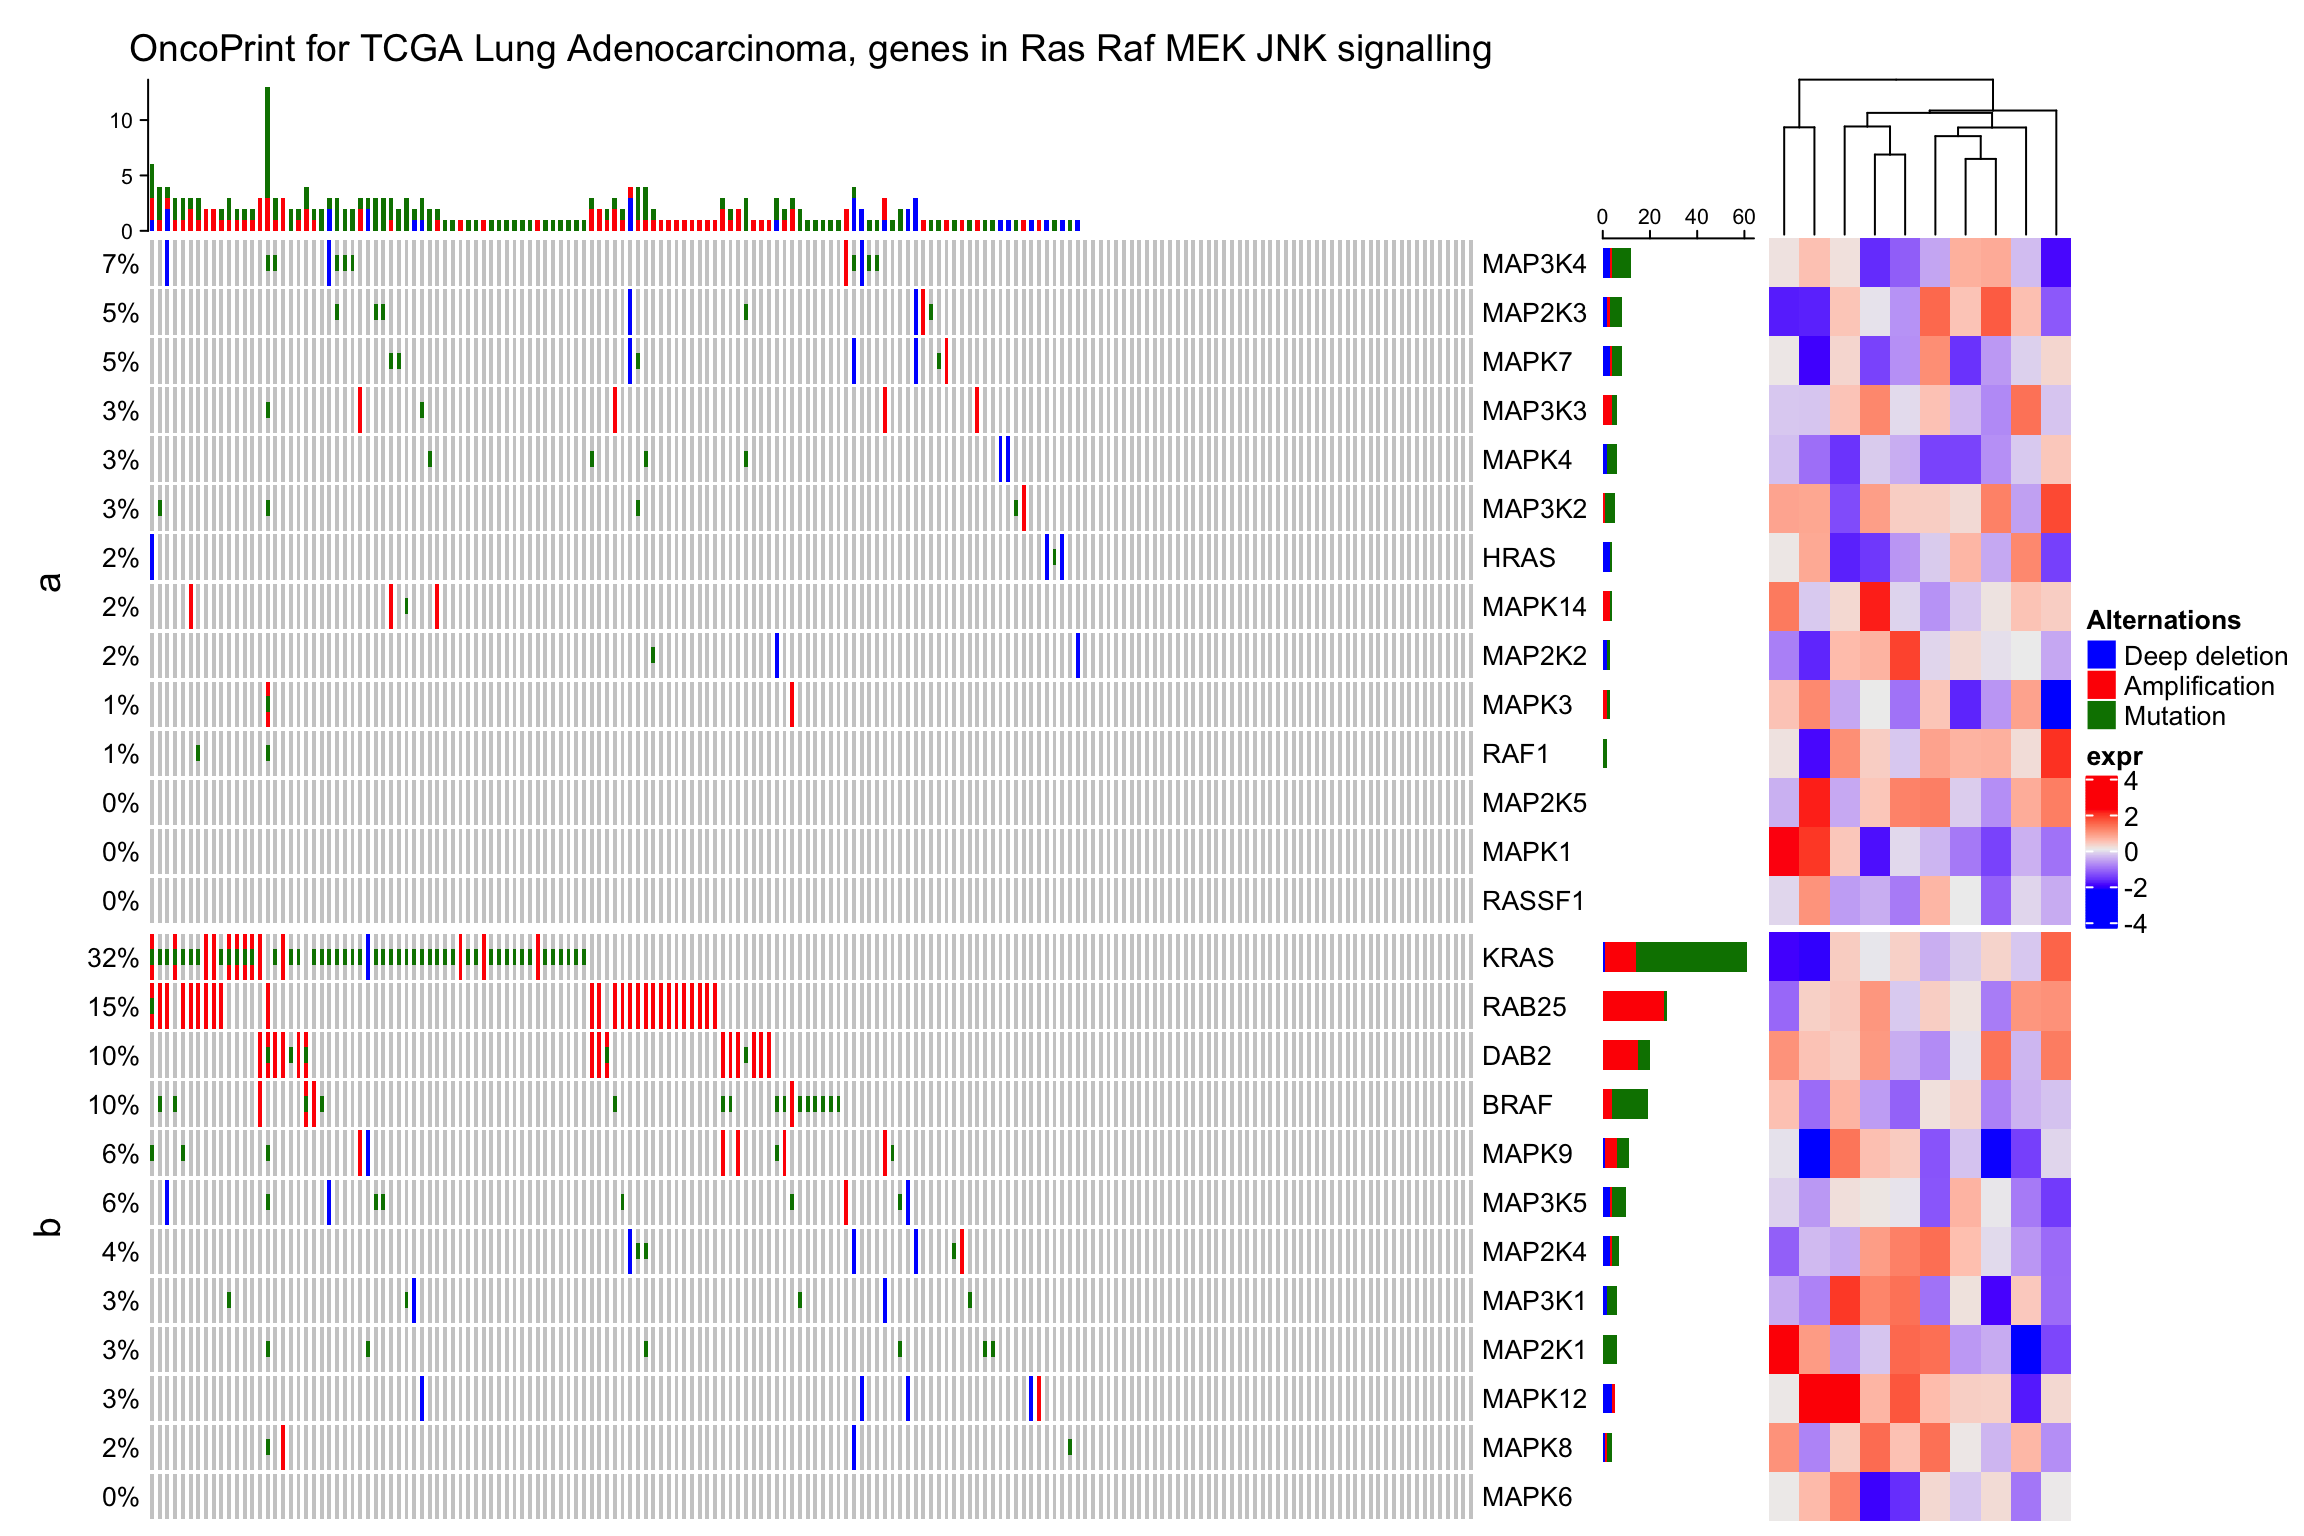 OncoPrint for TCGA Lung Adenocarcinoma, genes in Ras Raf MEK JNK signalling
10
5
0
0 20 40 60
a
7% MAP3K4
5% MAP2K3
5% MAPK7
3% MAP3K3
3% MAPK4
3% MAP3K2
2% HRAS
2% MAPK14
2% MAP2K2
1% MAPK3
1% RAF1
0% MAP2K5
0% MAPK1
0% RASSF1
b
32% KRAS
15% RAB25
10% DAB2
10% BRAF
6% MAPK9
6% MAP3K5
4% MAP2K4
3% MAP3K1
3% MAP2K1
3% MAPK12
2% MAPK8
0% MAPK6
Alternations
Deep deletion
Amplification
Mutation
expr
4
2
0
-2
-4